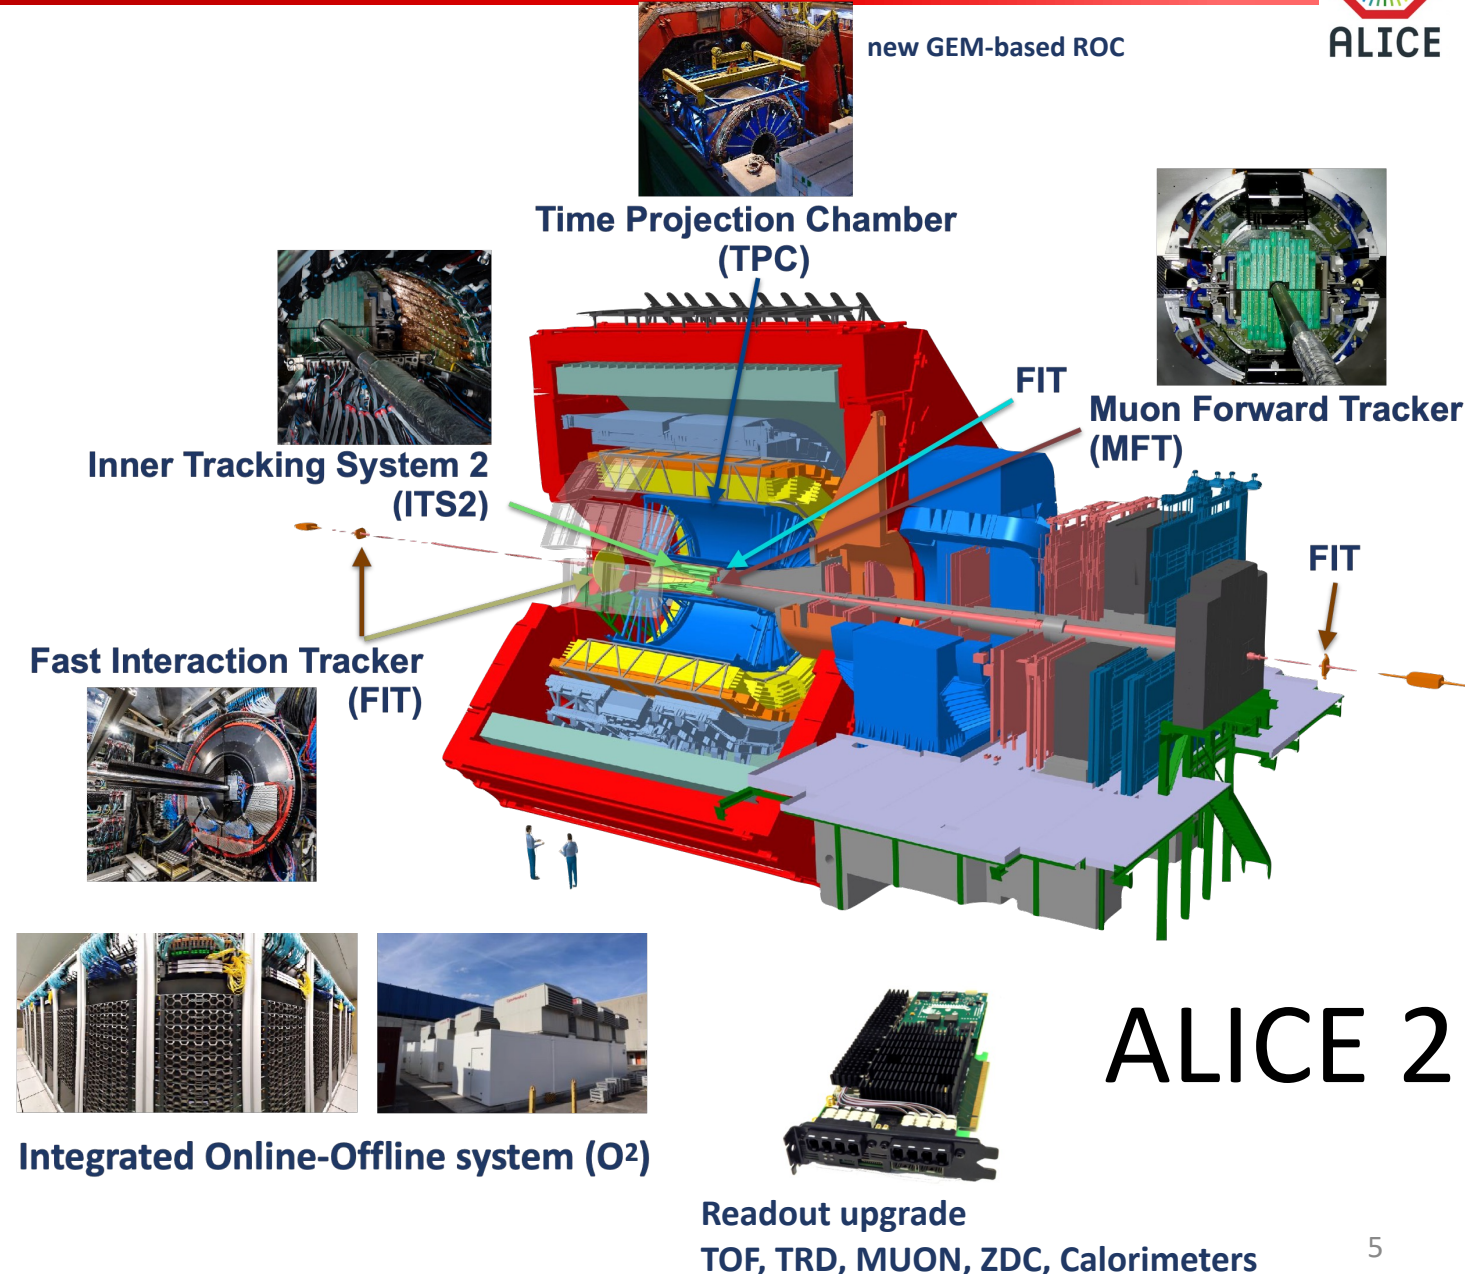 new GEM-based ROC
ALICE
Time Projection Chamber
(TPC)
FIT
Muon Forward Tracker
(MFT)
Inner Tracking System 2
(ITS2)
FIT
Fast Interaction Tracker
(FIT)
ALICE 2
Integrated Online-Offline system (O²)
Readout upgrade
TOF, TRD, MUON, ZDC, Calorimeters
5